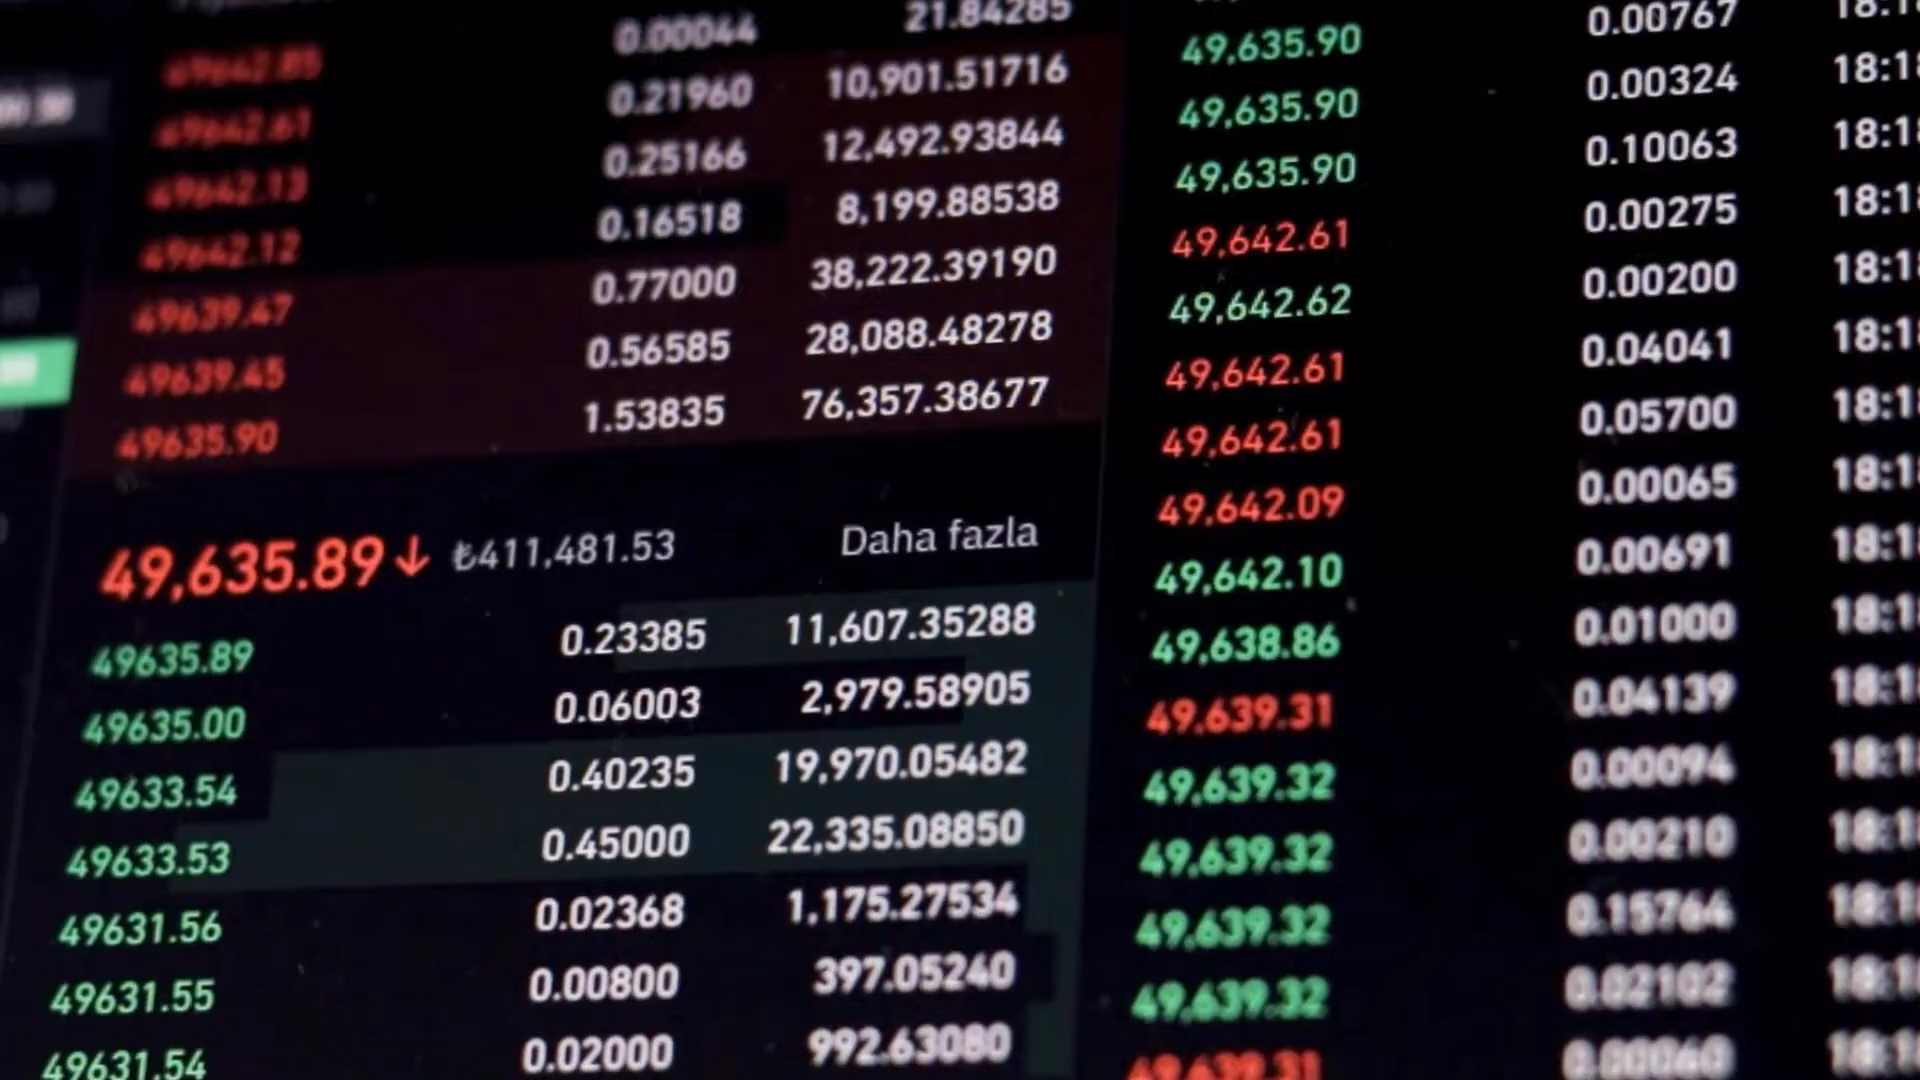 49642.85 0.00044 21.84285
49642.61 0.21960 10,901.51716
49642.13 0.25166 12,492.93844
49642.12 0.16518 8,199.88538
49639.47 0.77000 38,222.39190
49639.45 0.56585 28,088.48278
49635.90 1.53835 76,357.38677
49,635.89↓ ₺411,481.53 Daha fazla
49635.89 0.23385 11,607.35288
49635.00 0.06003 2,979.58905
49633.54 0.40235 19,970.05482
49633.53 0.45000 22,335.08850
49631.56 0.02368 1,175.27534
49631.55 0.00800 397.05240
49631.54 0.02000 992.63080
49,635.90 0.00767 18:1
49,635.90 0.00324 18:1
49,635.90 0.10063 18:1
49,642.61 0.00275 18:1
49,642.62 0.00200 18:1
49,642.61 0.04041 18:1
49,642.61 0.05700 18:1
49,642.09 0.00065 18:1
49,642.10 0.00691 18:1
49,638.86 0.01000 18:1
49,639.31 0.04139 18:1
49,639.32 0.00094 18:1
49,639.32 0.00210 18:1
49,639.32 0.15764 18:1
49,639.32 0.02102 18:1
49,639.31 0.00060 18:1